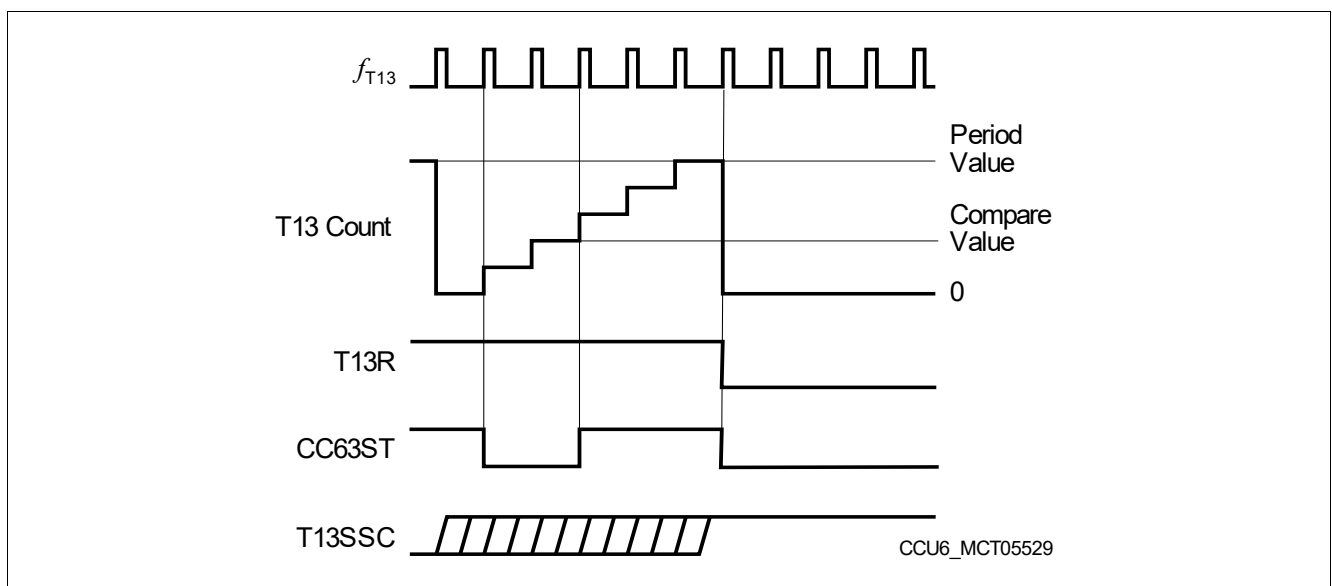 fT13
Period
Value
T13 Count
Compare
Value
0
T13R
CC63ST
T13SSC
CCU6_MCT05529